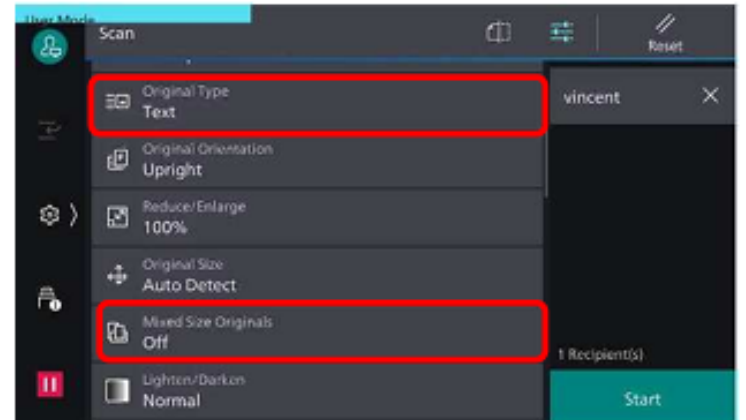 User Mode
Scan
Reset
Original Type
Text
vincent
Original Orientation
Upright
Reduce/Enlarge
100%
Original Size
Auto Detect
Mixed Size Originals
Off
1 Recipient(s)
Lighten/Darken
Normal
Start